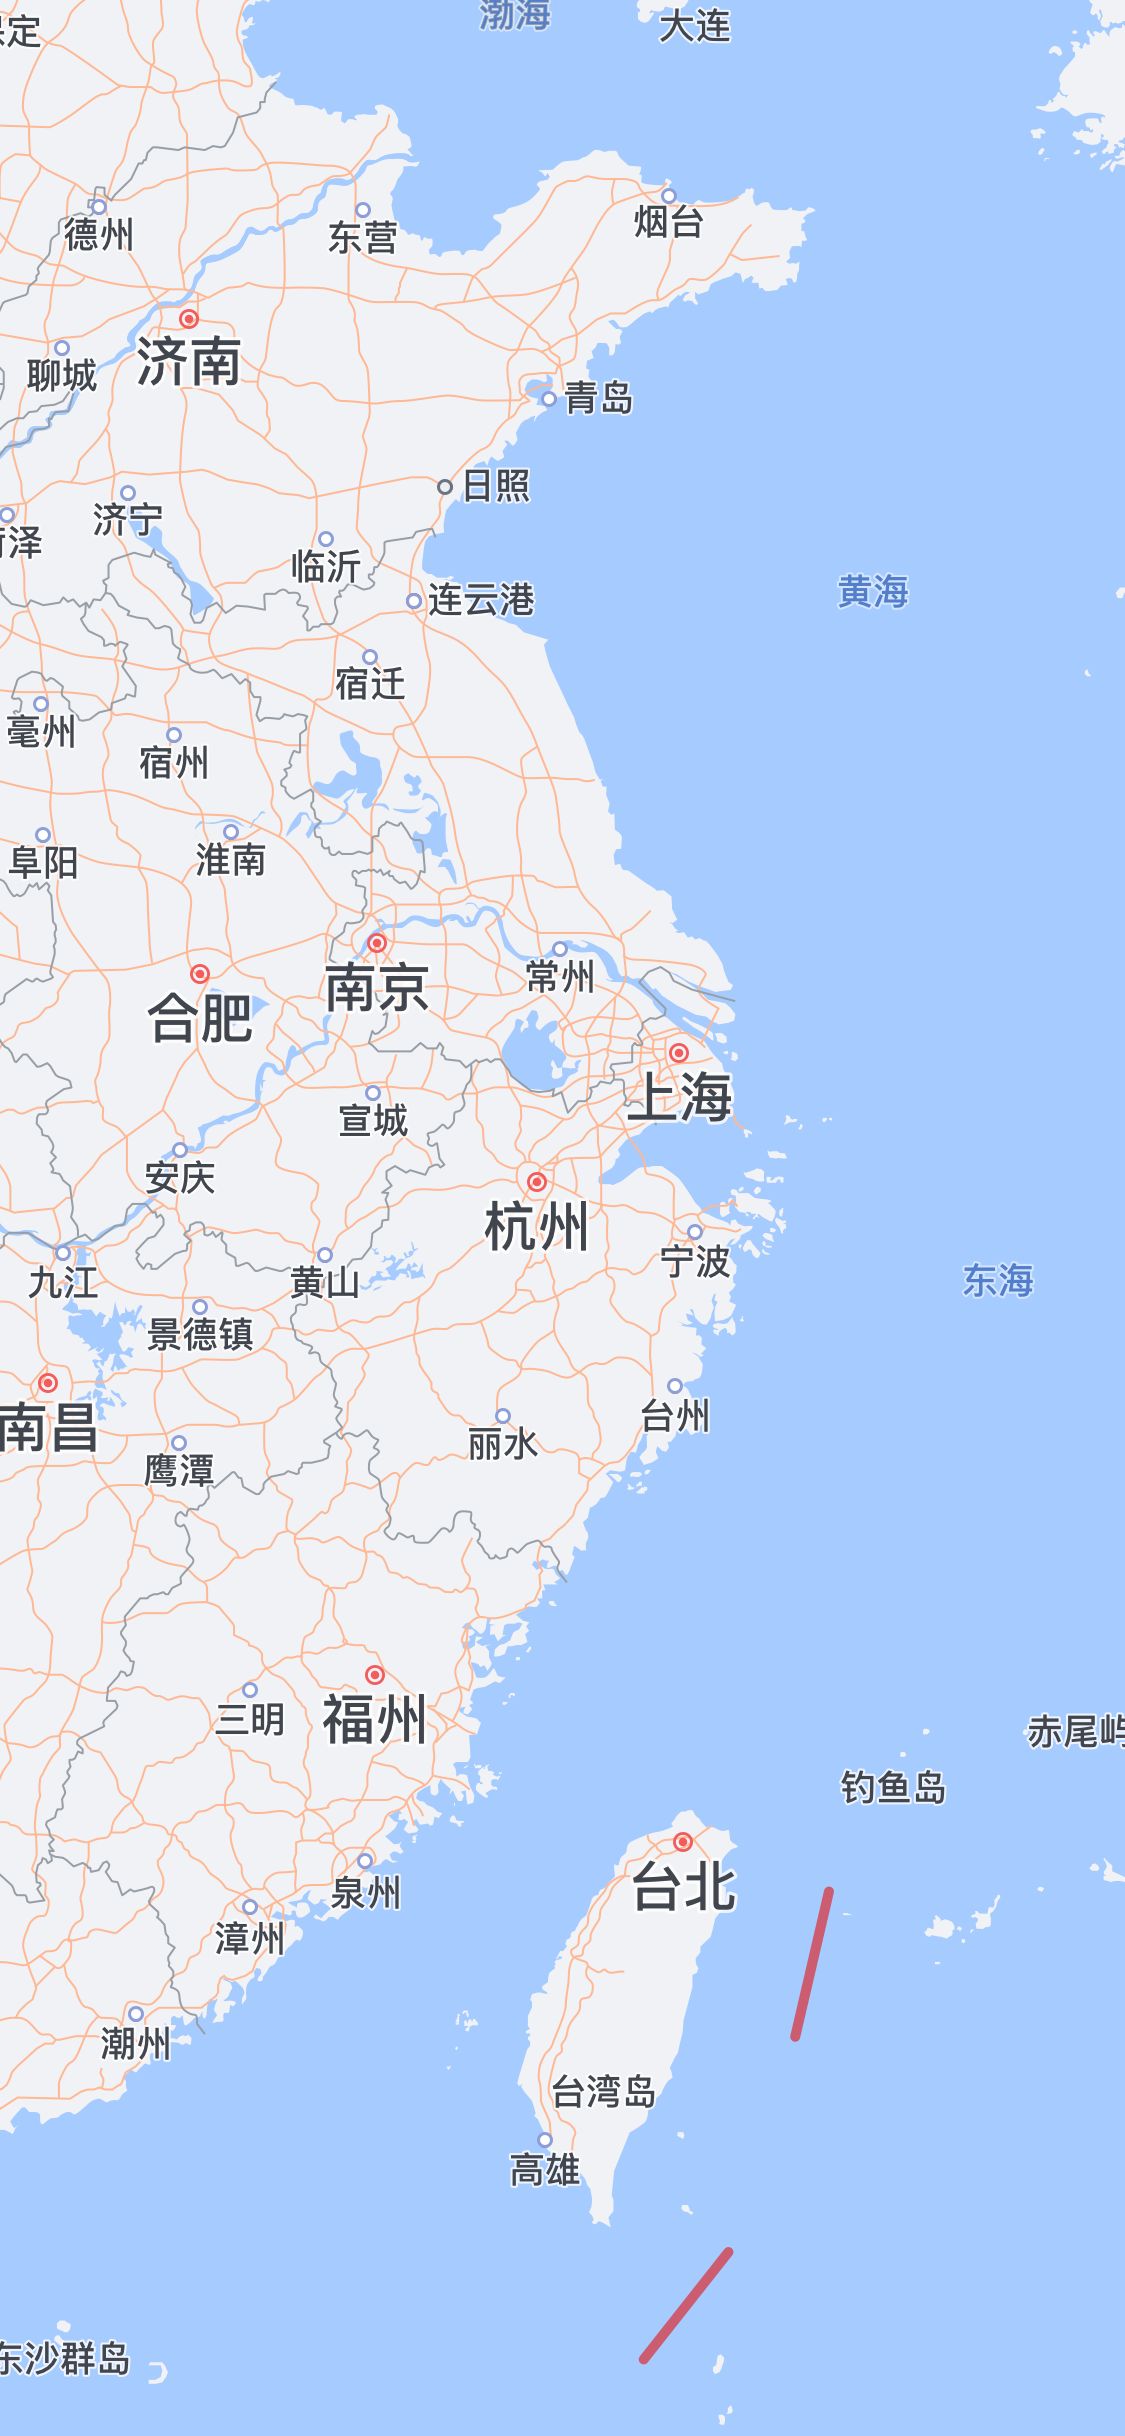 渤海
大连
保定
德州
东营
烟台
济南
聊城
青岛
日照
济宁
菏泽
临沂
连云港
黄海
宿迁
亳州
宿州
阜阳
淮南
南京
常州
合肥
上海
宣城
安庆
杭州
宁波
九江
黄山
东海
景德镇
南昌
台州
丽水
鹰潭
三明
福州
赤尾屿
钓鱼岛
台北
泉州
漳州
潮州
台湾岛
高雄
东沙群岛